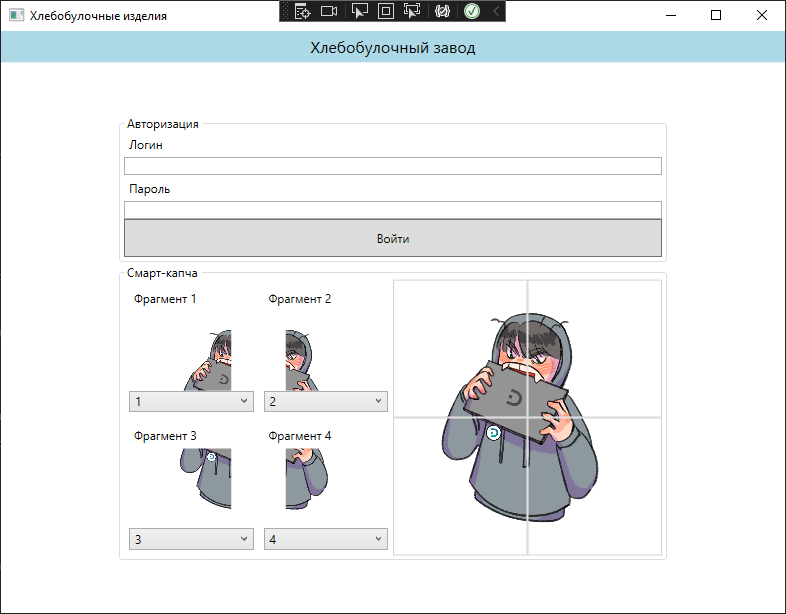 Хлебобулочные изделия
Хлебобулочный завод
Авторизация
Логин
Пароль
Войти
Смарт-капча
Фрагмент 1
Фрагмент 2
1
2
Фрагмент 3
Фрагмент 4
3
4